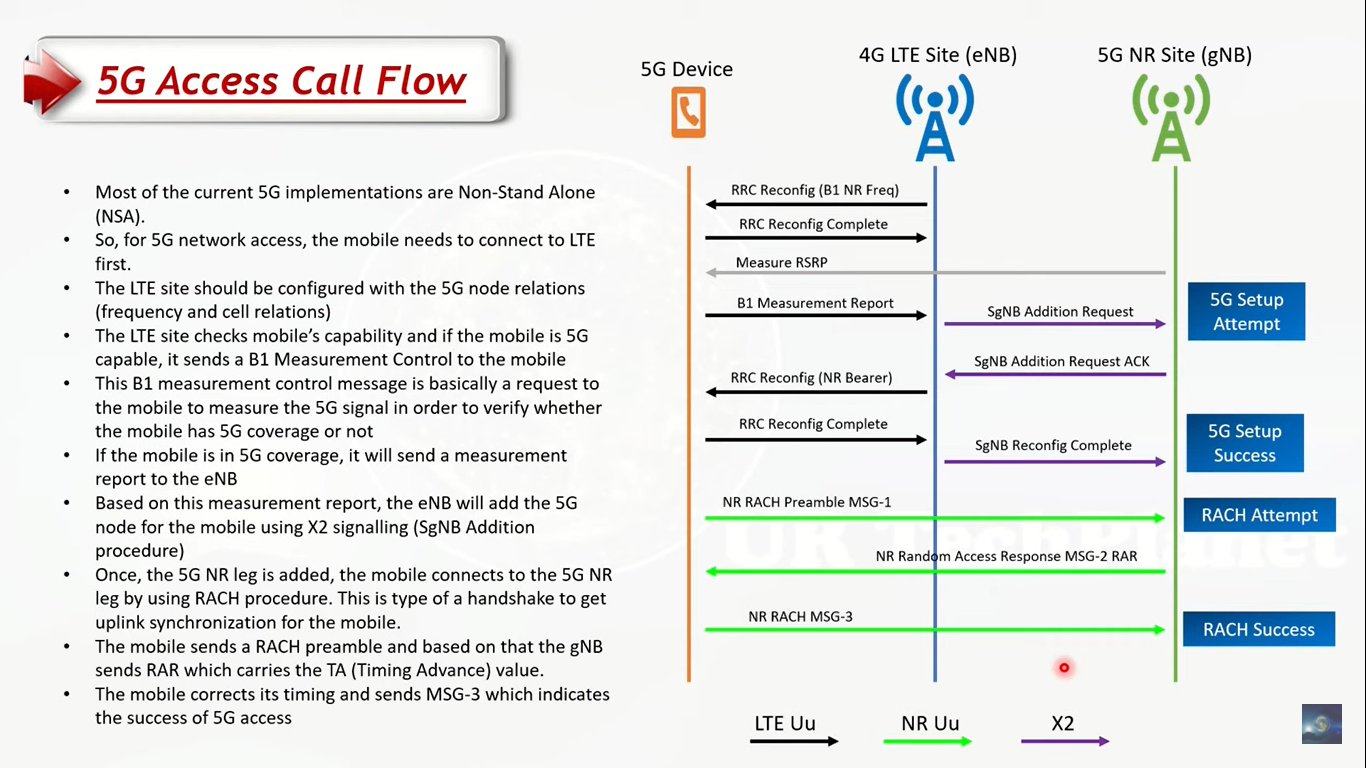 5G Access Call Flow
• Most of the current 5G implementations are Non-Stand Alone
(NSA).
• So, for 5G network access, the mobile needs to connect to LTE
first.
• The LTE site should be configured with the 5G node relations
(frequency and cell relations)
• The LTE site checks mobile's capability and if the mobile is 5G
capable, it sends a B1 Measurement Control to the mobile
• This B1 measurement control message is basically a request to
the mobile to measure the 5G signal in order to verify whether
the mobile has 5G coverage or not
• If the mobile is in 5G coverage, it will send a measurement
report to the eNB
• Based on this measurement report, the eNB will add the 5G
node for the mobile using X2 signalling (SgNB Addition
procedure)
• Once, the 5G NR leg is added, the mobile connects to the 5G NR
leg by using RACH procedure. This is type of a handshake to get
uplink synchronization for the mobile.
• The mobile sends a RACH preamble and based on that the gNB
sends RAR which carries the TA (Timing Advance) value.
• The mobile corrects its timing and sends MSG-3 which indicates
the success of 5G access
5G Device
4G LTE Site (eNB)
5G NR Site (gNB)
RRC Reconfig (B1 NR Freq)
RRC Reconfig Complete
Measure RSRP
B1 Measurement Report
SgNB Addition Request
5G Setup
Attempt
SgNB Addition Request ACK
RRC Reconfig (NR Bearer)
RRC Reconfig Complete
SgNB Reconfig Complete
5G Setup
Success
NR RACH Preamble MSG-1
RACH Attempt
UR TechPlanet
NR Random Access Response MSG-2 RAR
NR RACH MSG-3
RACH Success
LTE Uu
NR Uu
X2